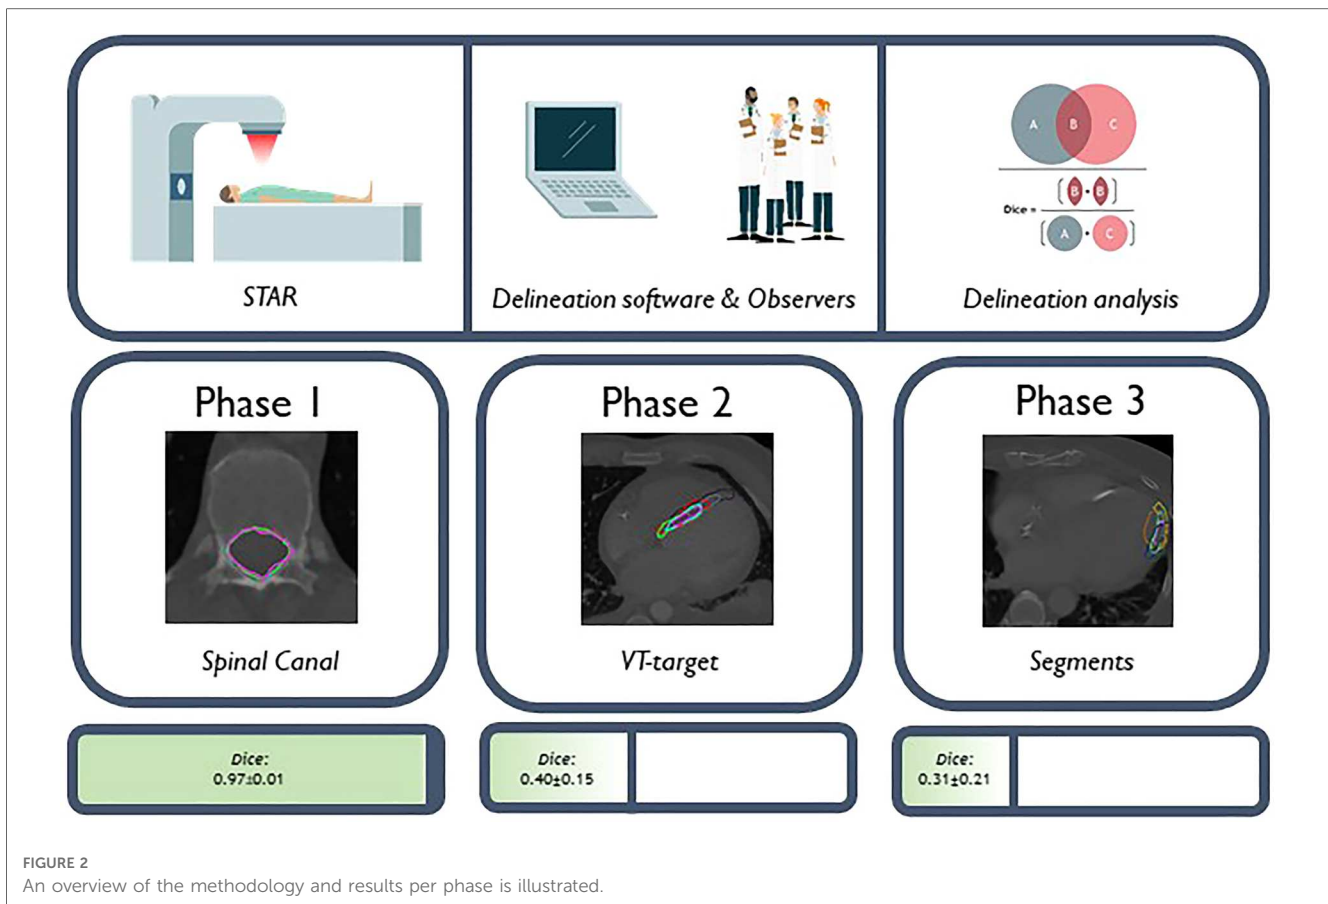 A B C
B • B
Dice =
A • C
STAR
Delineation software & Observers
Delineation analysis
Phase 1
Phase 2
Phase 3
Spinal Canal
VT-target
Segments
Dice:
0.97±0.01
Dice:
0.40±0.15
Dice:
0.31±0.21
FIGURE 2
An overview of the methodology and results per phase is illustrated.